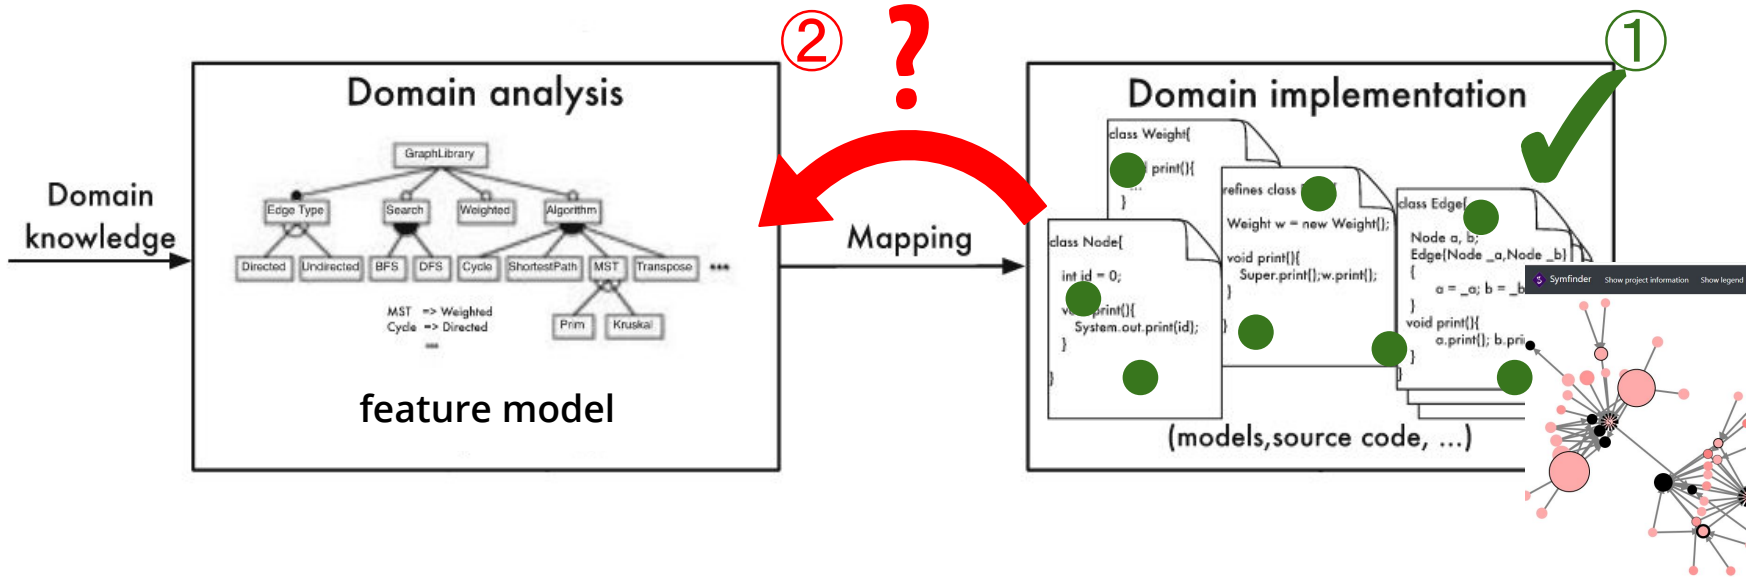 ②
?
①
Domain analysis
Domain implementation
Domain
knowledge
GraphLibrary
Edge Type
Search
Weighted
Algorithm
Directed
Undirected
BFS
DFS
Cycle
ShortestPath
MST
Transpose
•••
MST => Weighted
Cycle => Directed
Prim
Kruskal
feature model
Mapping
class Weight{
print(){
...
}
refines class
Weight w = new Weight();
void print(){
Super.print();w.print();
}
}
class Edge{
Node a, b;
Edge{Node _a,Node _b}
{
a = _a; b = _b
}
void print(){
a.print(); b.pri
}
}
class Node{
int id = 0;
print(){
System.out.print(id);
}
}
(models,source code, ...)
Symfinder
Show project information
Show legend